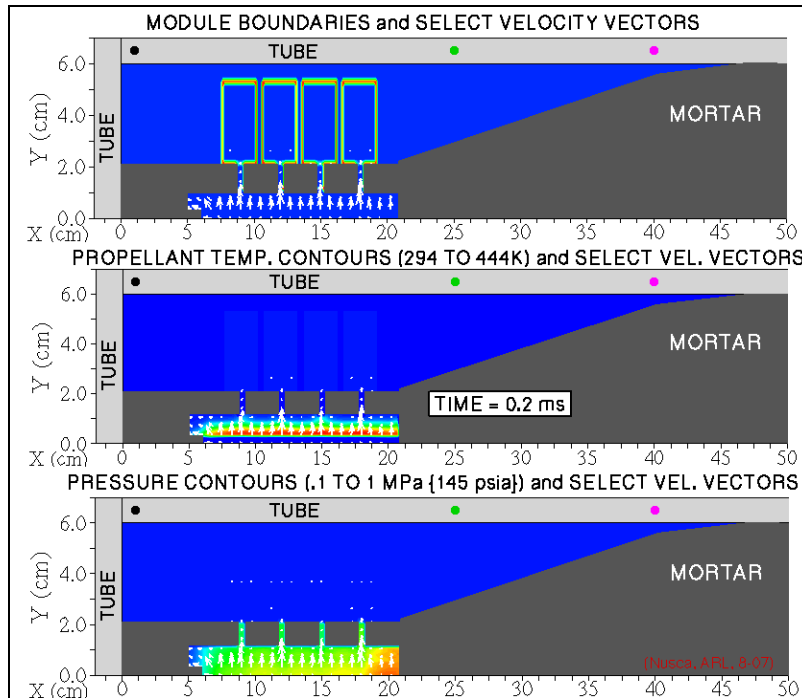 MODULE BOUNDARIES and SELECT VELOCITY VECTORS
TUBE
6.0
4.0
2.0
0.0
Y (cm)
TUBE
MORTAR
X (cm) 0 5 10 15 20 25 30 35 40 45 50
PROPELLANT TEMP. CONTOURS (294 TO 444K) and SELECT VEL. VECTORS
TUBE
6.0
4.0
2.0
0.0
Y (cm)
TUBE
MORTAR
TIME = 0.2 ms
X (cm) 0 5 10 15 20 25 30 35 40 45 50
PRESSURE CONTOURS (.1 TO 1 MPa {145 psia}) and SELECT VEL. VECTORS
TUBE
6.0
4.0
2.0
0.0
Y (cm)
TUBE
MORTAR
(Nusca, ARL, 8-07)
X (cm) 0 5 10 15 20 25 30 35 40 45 50